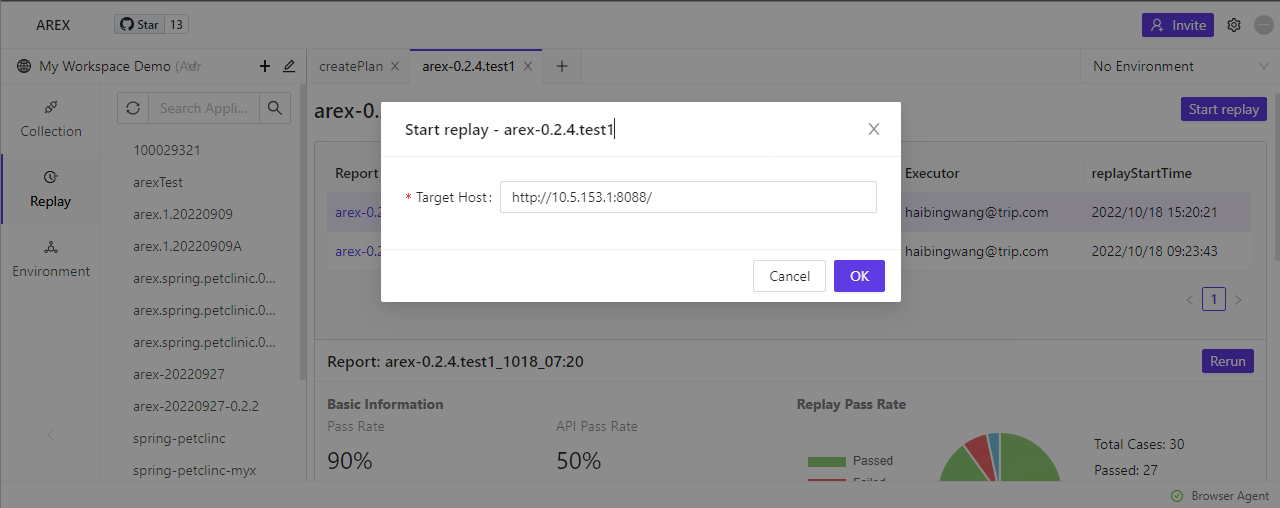 AREX
Star 13
Invite
My Workspace Demo
createPlan
arex-0.2.4.test1
No Environment
Collection
Replay
Environment
Search Appli...
100029321
arexTest
arex.1.20220909
arex.1.20220909A
arex.spring.petclinic.0...
arex.spring.petclinic.0...
arex.spring.petclinic.0...
arex-20220927
arex-20220927-0.2.2
spring-petclinc
spring-petclinc-myx
arex-0.
Start replay
Start replay - arex-0.2.4.test1
* Target Host: http://10.5.153.1:8088/
Cancel
OK
Report
Executor
replayStartTime
arex-0.2
haibingwang@trip.com
2022/10/18 15:20:21
arex-0.2
haibingwang@trip.com
2022/10/18 09:23:43
1
Report: arex-0.2.4.test1_1018_07:20
Rerun
Basic Information
Pass Rate
API Pass Rate
90%
50%
Replay Pass Rate
Passed
Failed
Total Cases: 30
Passed: 27
Browser Agent